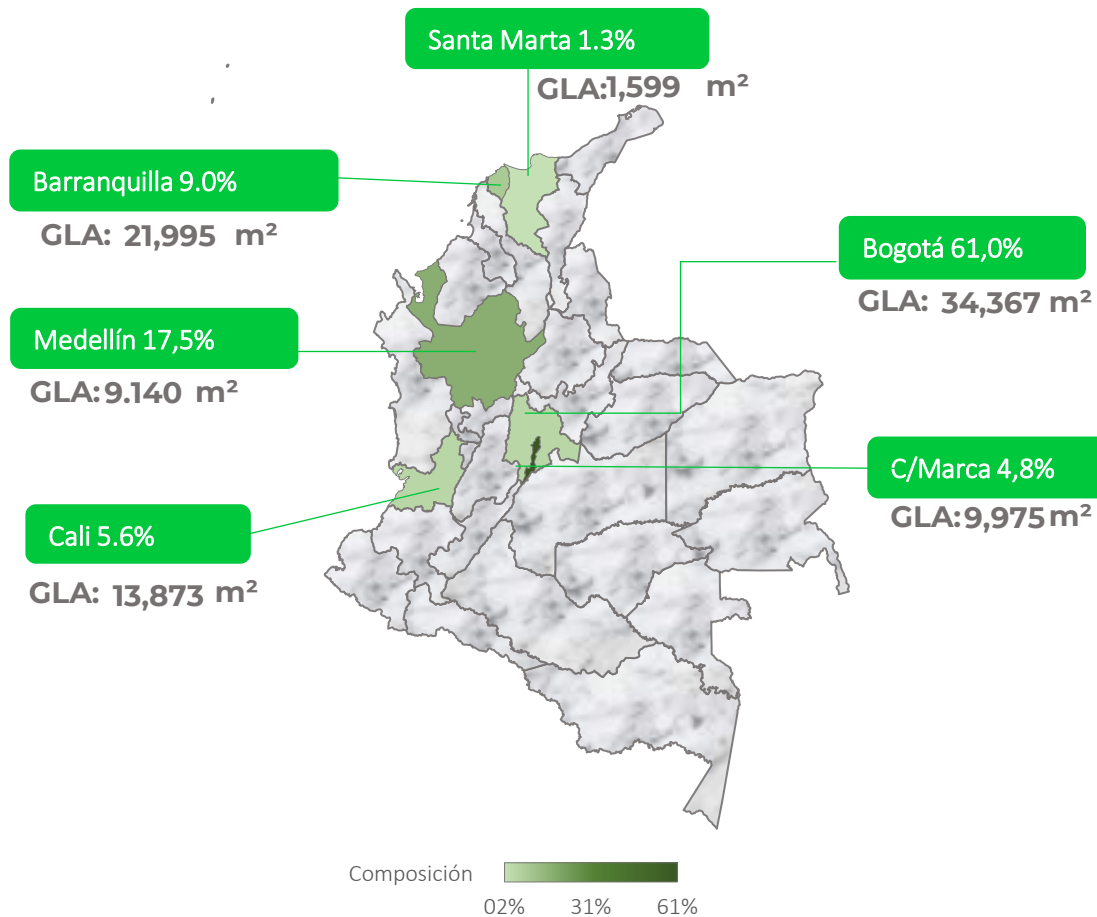 Santa Marta 1.3%
GLA:1,599 m²
Barranquilla 9.0%
GLA: 21,995 m²
Bogotá 61,0%
GLA: 34,367 m²
Medellín 17,5%
GLA:9.140 m²
C/Marca 4,8%
GLA:9,975 m²
Cali 5.6%
GLA: 13,873 m²
Composición
02% 31% 61%